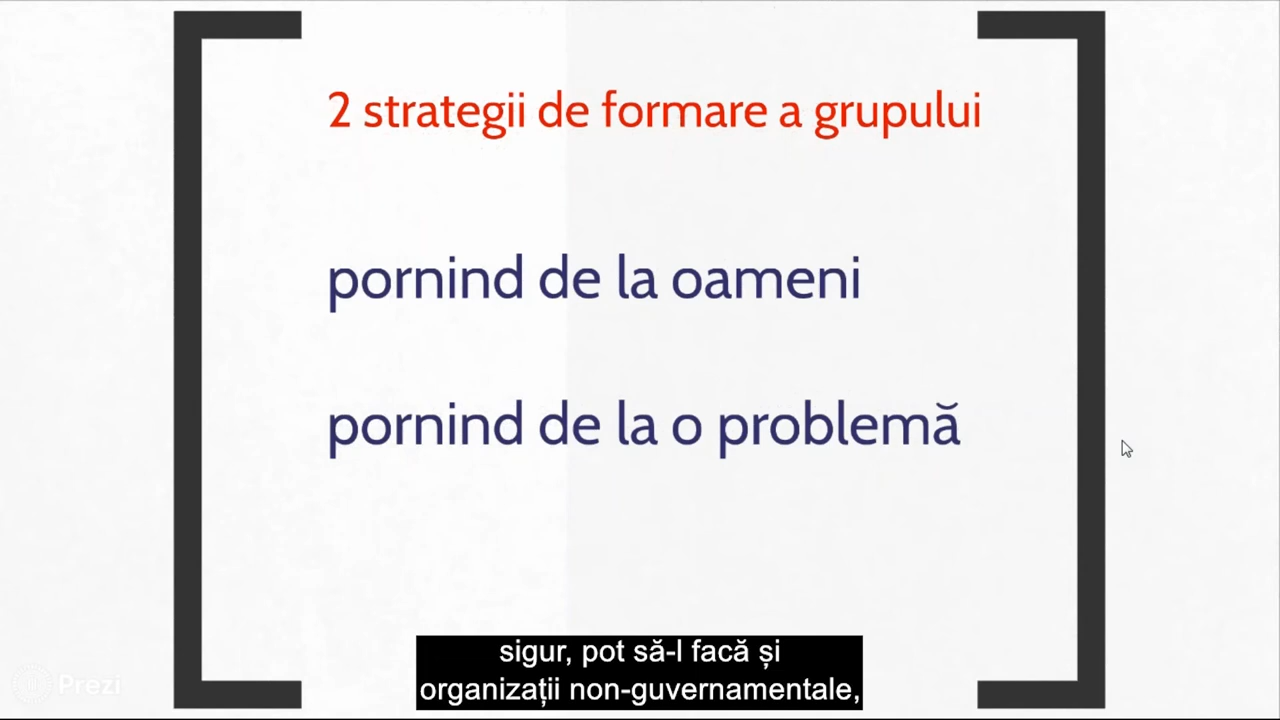 2 strategii de formare a grupului
pornind de la oameni
pornind de la o problemă
sigur, pot să-l facă și
organizații non-guvernamentale,
Prezi